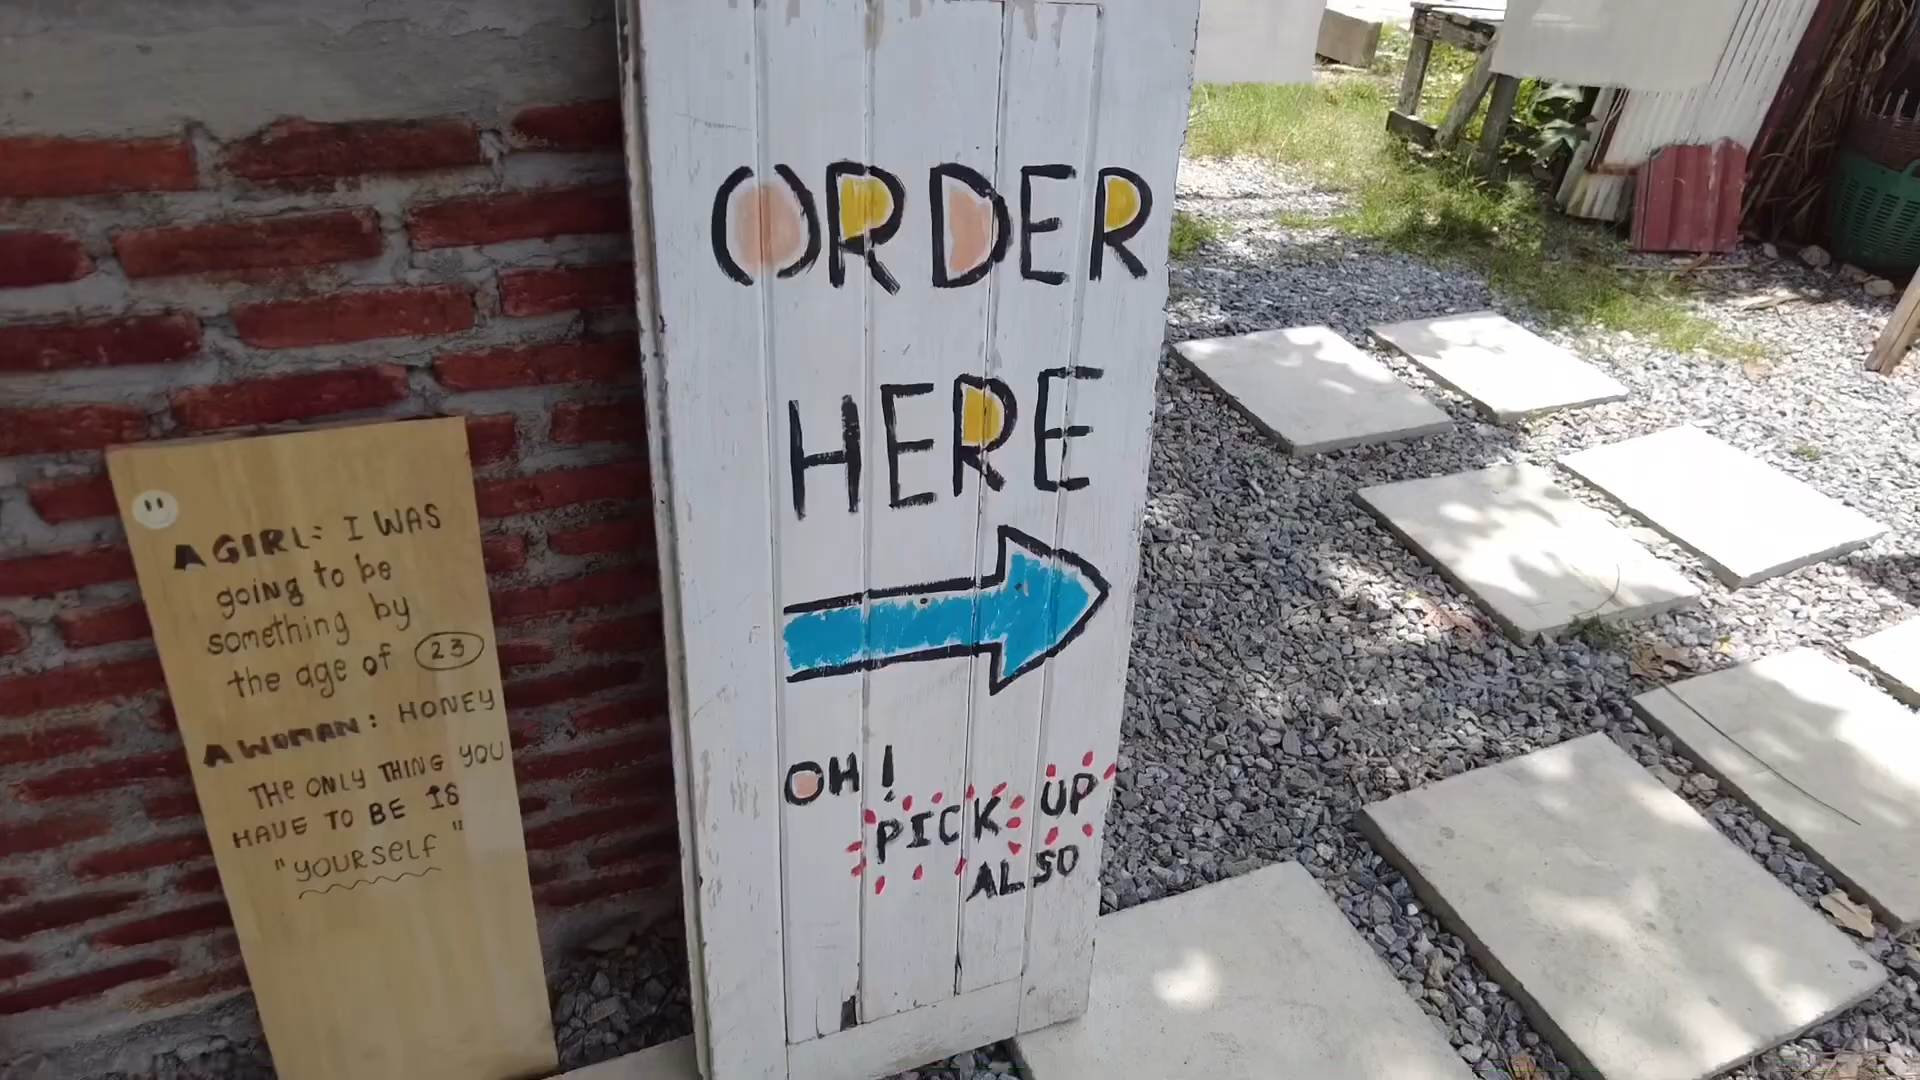 ORDER
HERE
OH!
PICK UP
ALSO
A GIRL: I WAS
going to be
something by
the age of 23
A WOMAN: HONEY
THE ONLY THING YOU
HAVE TO BE IS
"YOURSELF"